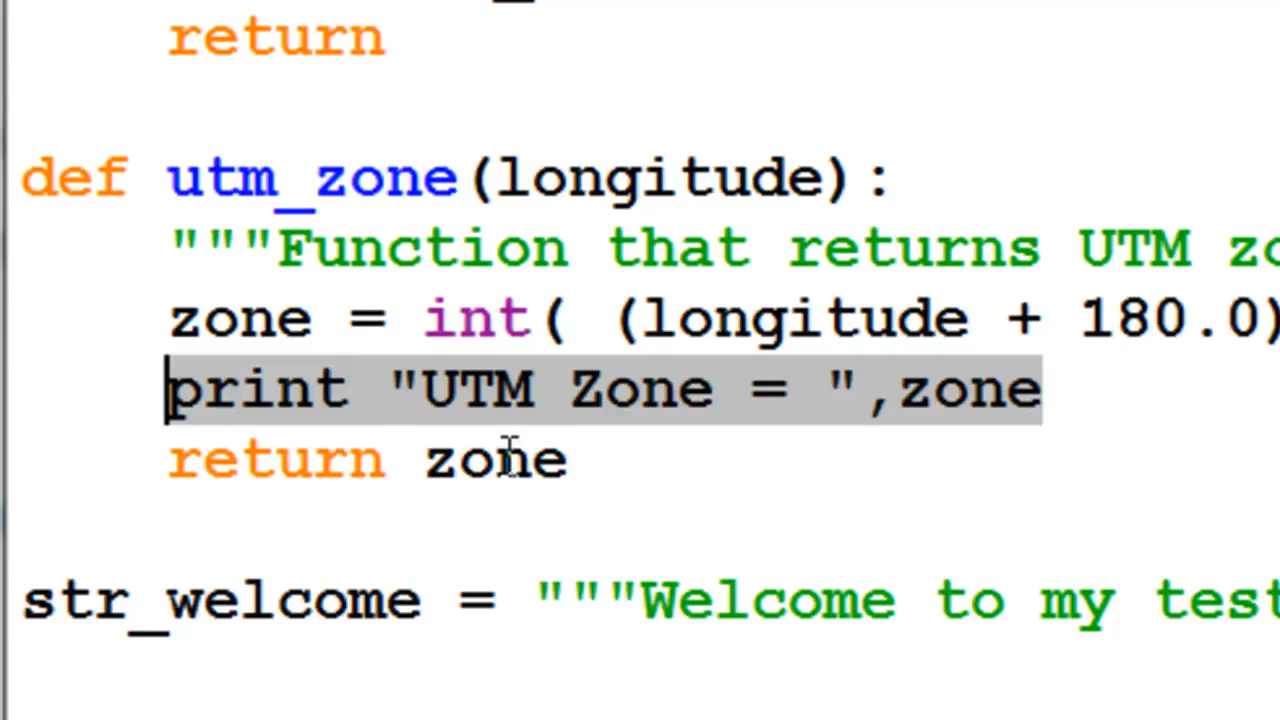 return
def utm_zone(longitude):
"""Function that returns UTM
zone = int( (longitude + 180.0)
print "UTM Zone = ",zone
return zone
str_welcome = """Welcome to my test